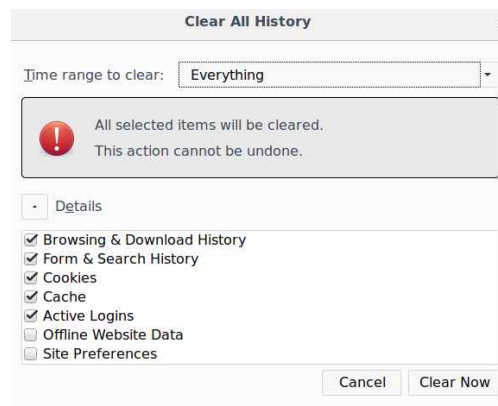 Clear All History
Time range to clear: Everything
All selected items will be cleared.
This action cannot be undone.
Details
Browsing & Download History
Form & Search History
Cookies
Cache
Active Logins
Offline Website Data
Site Preferences
Cancel Clear Now